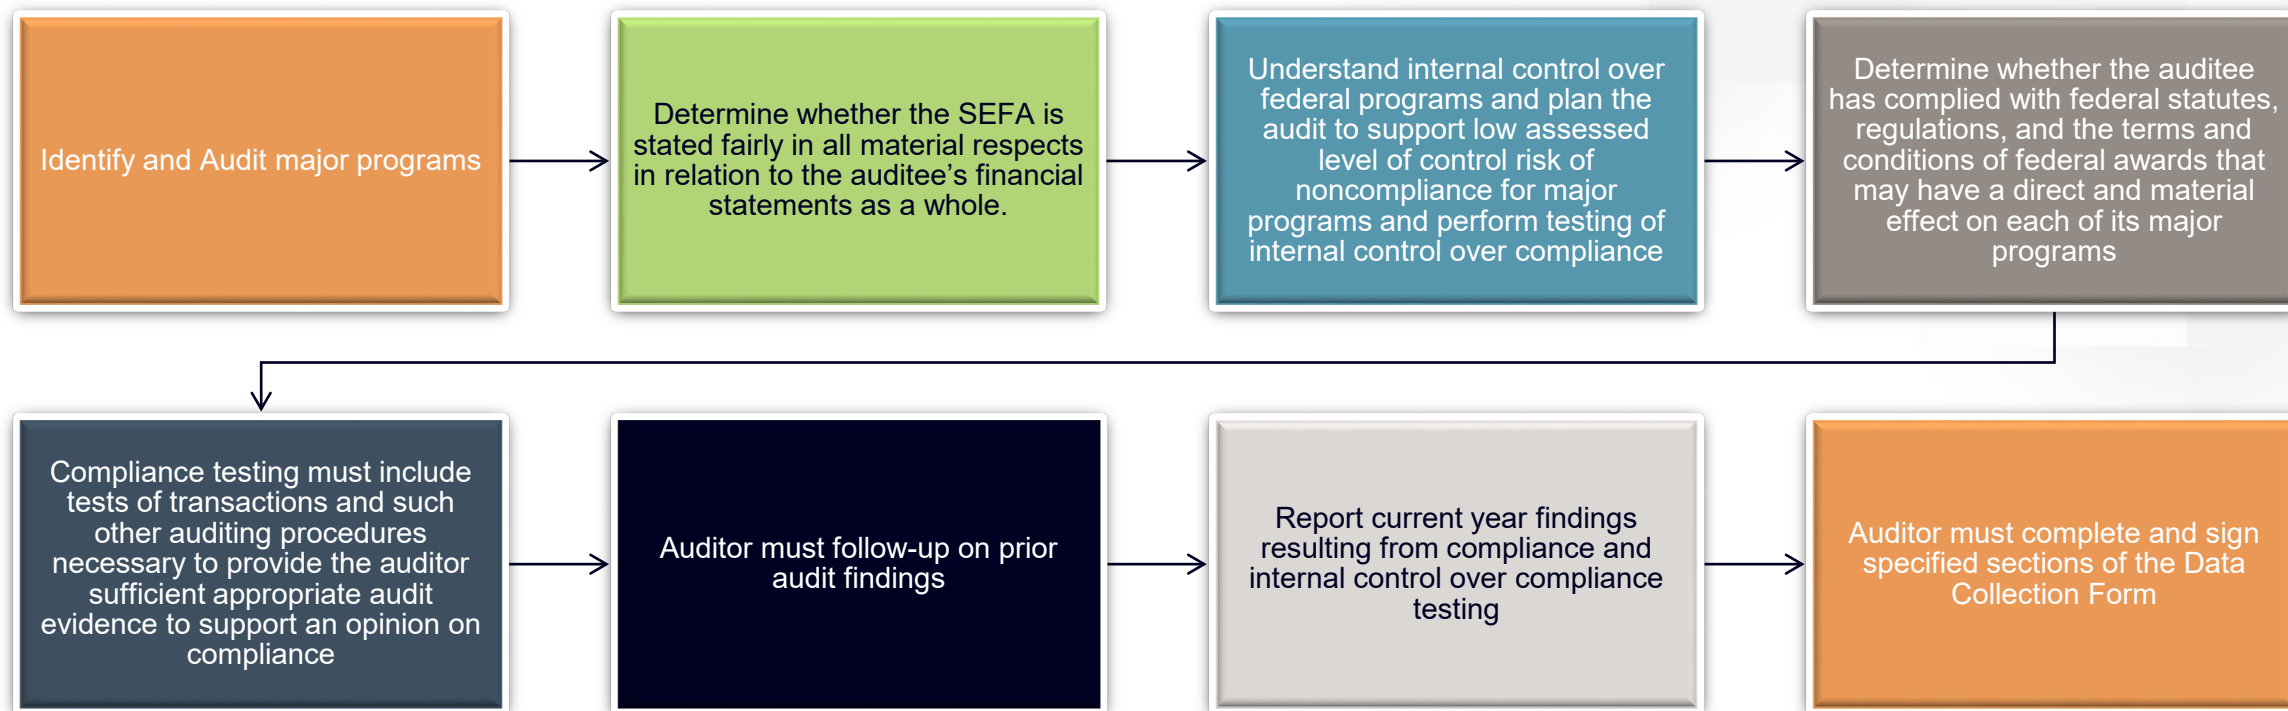 Identify and Audit major programs
Determine whether the SEFA is
stated fairly in all material respects
in relation to the auditee's financial
statements as a whole.
Understand internal control over
federal programs and plan the
audit to support low assessed
level of control risk of
noncompliance for major
programs and perform testing of
internal control over compliance
Determine whether the auditee
has complied with federal statutes,
regulations, and the terms and
conditions of federal awards that
may have a direct and material
effect on each of its major
programs
Compliance testing must include
tests of transactions and such
other auditing procedures
necessary to provide the auditor
sufficient appropriate audit
evidence to support an opinion on
compliance
Auditor must follow-up on prior
audit findings
Report current year findings
resulting from compliance and
internal control over compliance
testing
Auditor must complete and sign
specified sections of the Data
Collection Form